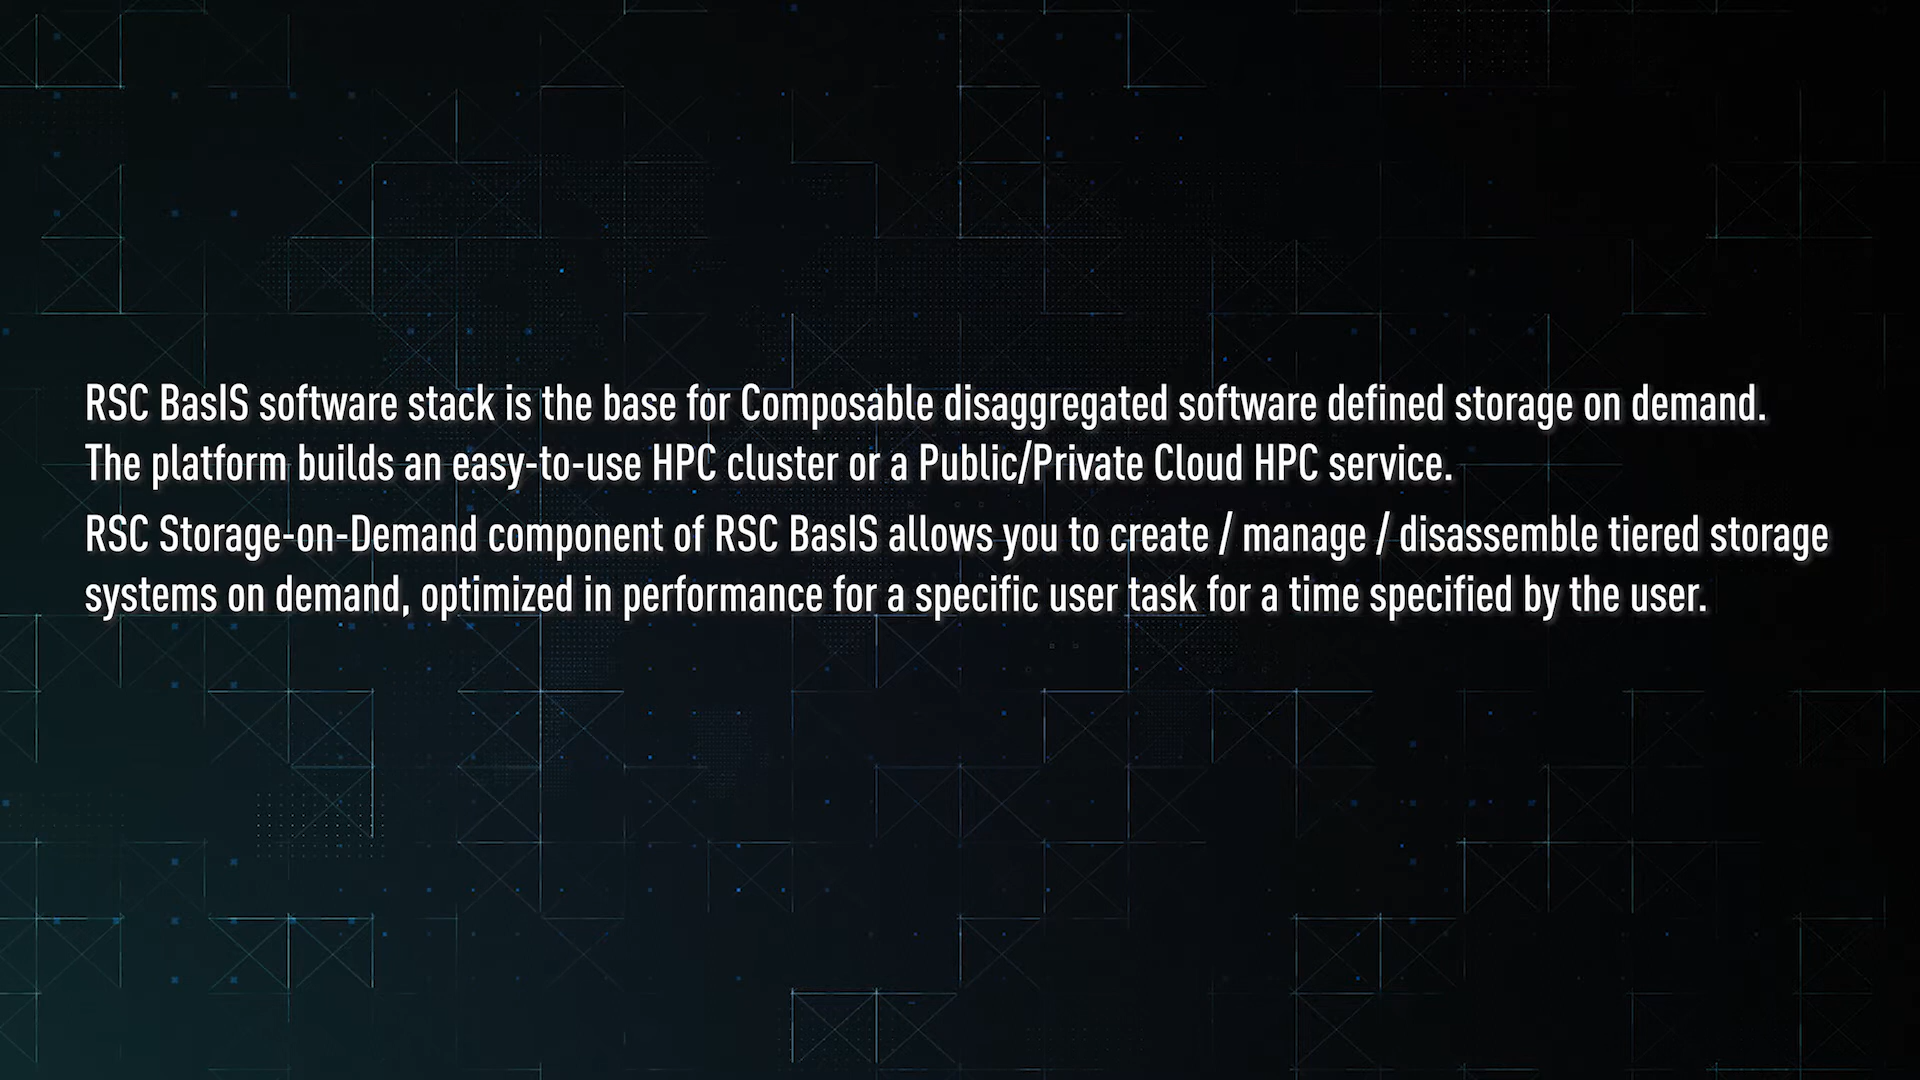 RSC BasIS software stack is the base for Composable disaggregated software defined storage on demand.
The platform builds an easy-to-use HPC cluster or a Public/Private Cloud HPC service.
RSC Storage-on-Demand component of RSC BasIS allows you to create / manage / disassemble tiered storage
systems on demand, optimized in performance for a specific user task for a time specified by the user.